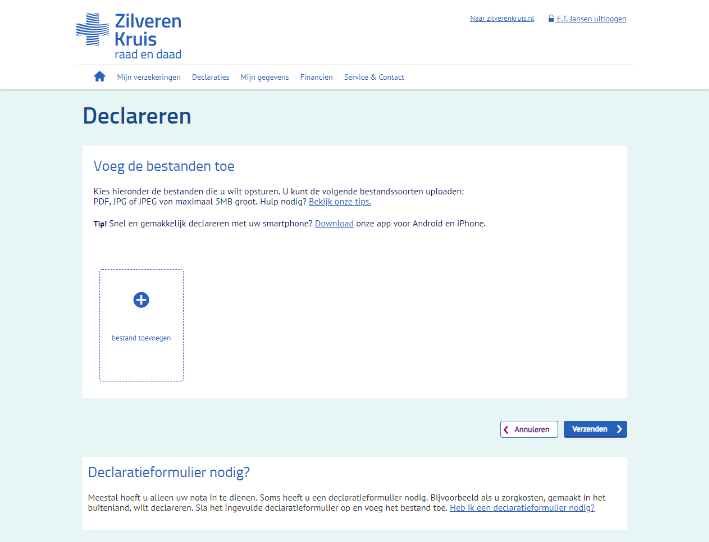 Zilveren
Kruis
raad en daad
Naar zilverenkruis.nl
E.T. Jansen uitloggen
Mijn verzekeringen Declaraties Mijn gegevens Financiën Service & Contact
Declareren
Voeg de bestanden toe
Kies hieronder de bestanden die u wilt opsturen. U kunt de volgende bestandssoorten uploaden:
PDF, JPG of JPEG van maximaal 5MB groot. Hulp nodig? Bekijk onze tips.
Tip! Snel en gemakkelijk declareren met uw smartphone? Download onze app voor Android en iPhone.
bestand toevoegen
Annuleren
Verzenden
Declaratieformulier nodig?
Meestal hoeft u alleen uw nota in te dienen. Soms heeft u een declaratieformulier nodig. Bijvoorbeeld als u zorgkosten, gemaakt in het
buitenland, wilt declareren. Sla het ingevulde declaratieformulier op en voeg het bestand toe. Heb ik een declaratieformulier nodig?